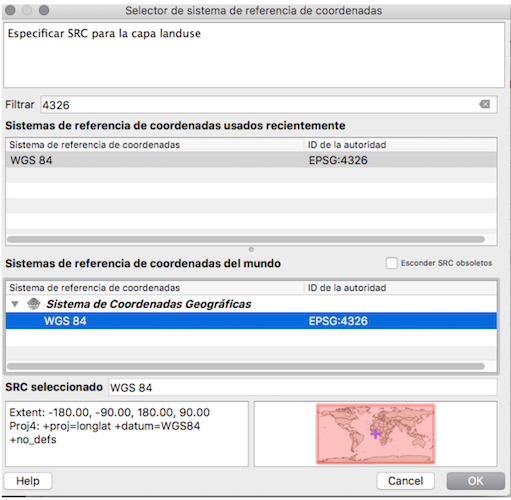 Selector de sistema de referencia de coordenadas
Especificar SRC para la capa landuse
Filtrar 4326
Sistemas de referencia de coordenadas usados recientemente
Sistema de referencia de coordenadas ID de la autoridad
WGS 84 EPSG:4326
Sistemas de referencia de coordenadas del mundo Esconder SRC obsoletos
Sistema de referencia de coordenadas ID de la autoridad
Sistema de Coordenadas Geográficas
WGS 84 EPSG:4326
SRC seleccionado WGS 84
Extent: -180.00, -90.00, 180.00, 90.00
Proj4: +proj=longlat +datum=WGS84
+no_defs
Help Cancel OK